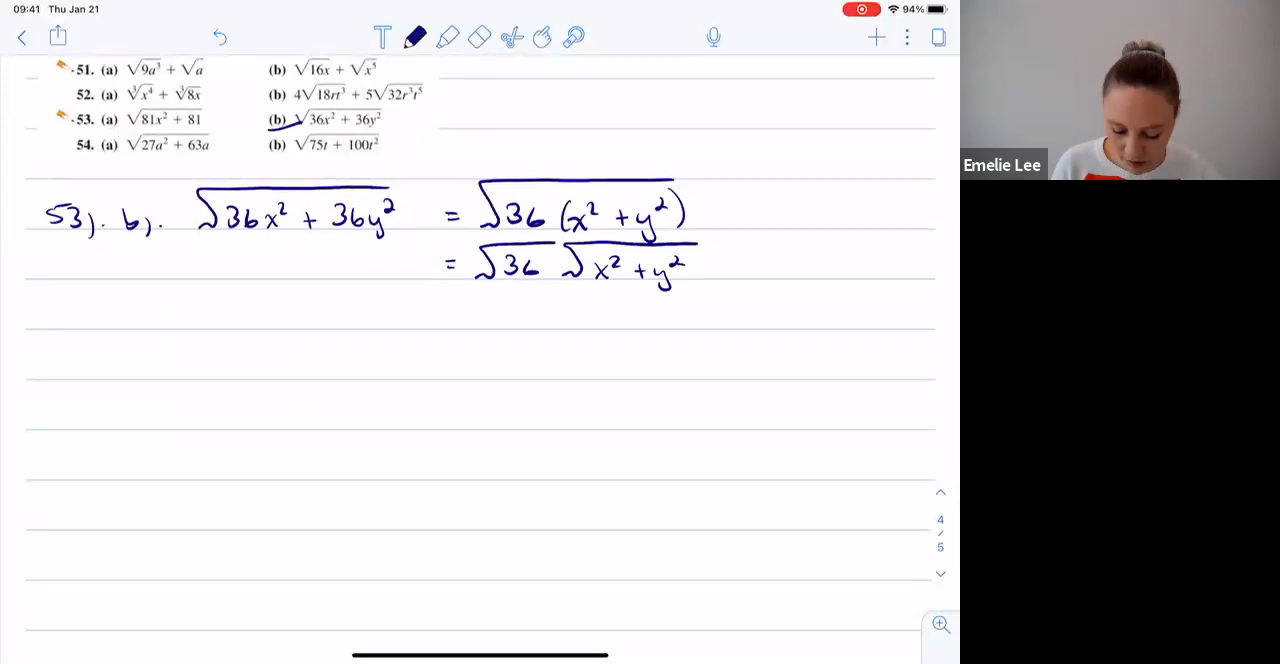 09:41 Thu Jan 21
94%
51. (a) √9a³ + √a (b) √16x + √x⁵
52. (a) ∛x⁴ + ∛8x (b) 4√18rt³ + 5√32r³t⁵
53. (a) √81x² + 81 (b) √36x² + 36y²
54. (a) √27a² + 63a (b) √75t + 100t²
53). b). √36x² + 36y² = √36 (x² + y²)
= √36 √x² + y²
4
/
5
Emelie Lee